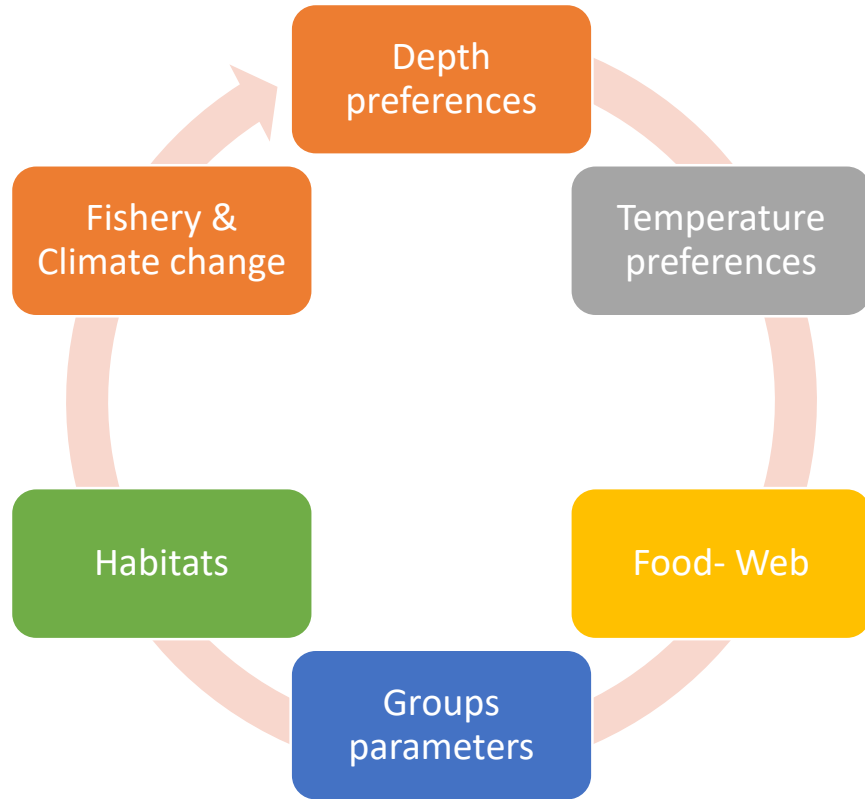 Depth
preferences
Temperature
preferences
Food- Web
Groups
parameters
Habitats
Fishery &
Climate change